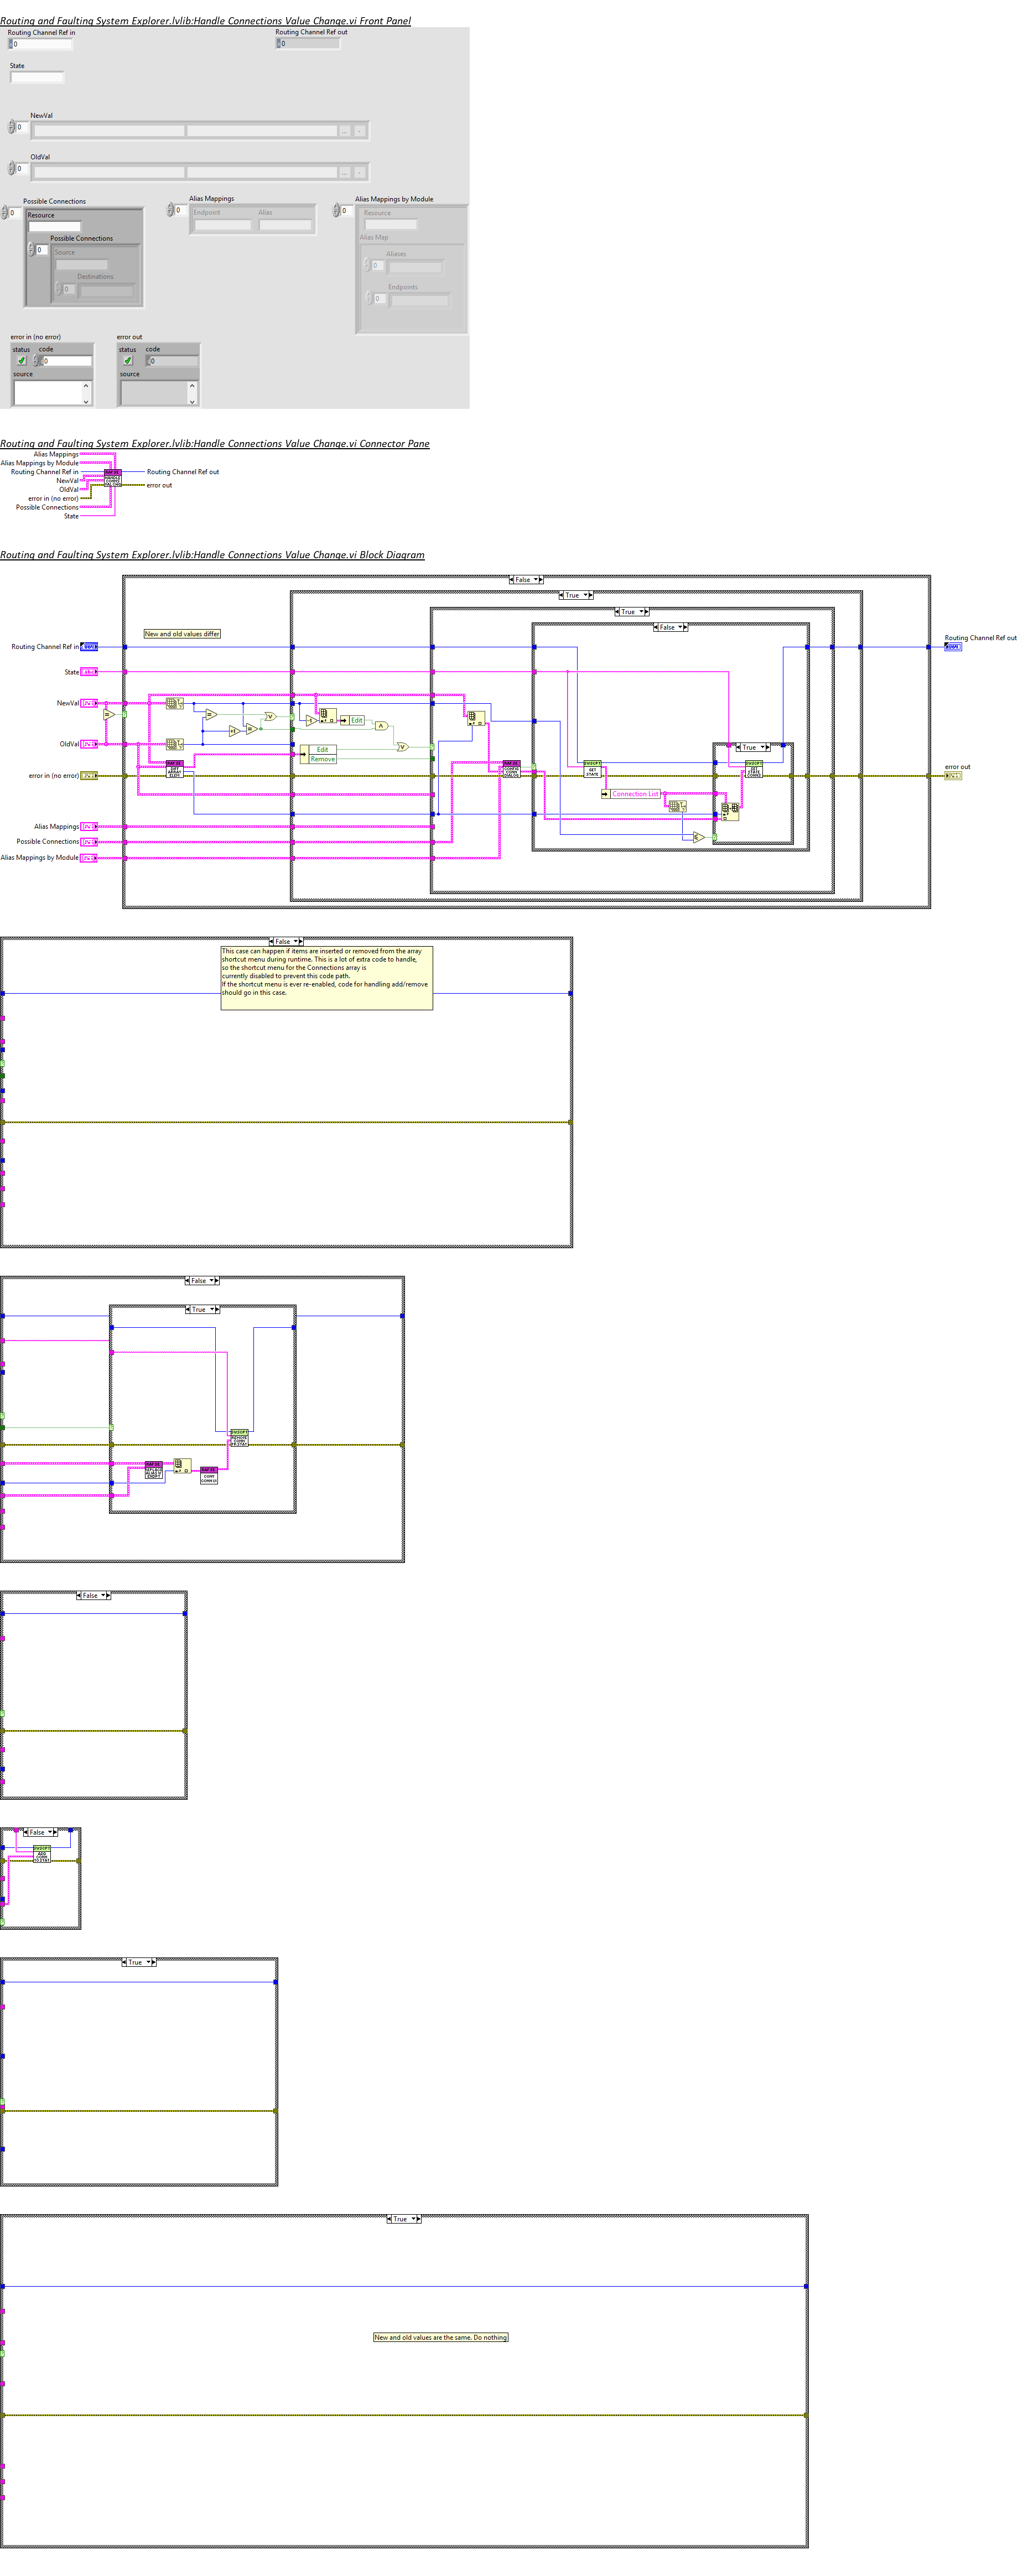 Routing and Faulting System Explorer.lvlib:Handle Connections Value Change.vi Front Panel
Routing Channel Ref in
Routing Channel Ref out
0
0
State
NewVal
0
...
-
OldVal
0
...
-
Possible Connections
Alias Mappings
Alias Mappings by Module
0
Resource
0
Endpoint
Alias
0
Resource
Possible Connections
0
Source
Destinations
0
Alias Map
Aliases
0
Endpoints
0
error in (no error)
error out
status
code
status
code
0
0
source
source
Routing and Faulting System Explorer.lvlib:Handle Connections Value Change.vi Connector Pane
Alias Mappings
Alias Mappings by Module
Routing Channel Ref in
Routing Channel Ref out
NewVal
OldVal
error out
error in (no error)
Possible Connections
State
Routing and Faulting System Explorer.lvlib:Handle Connections Value Change.vi Block Diagram
False
True
True
False
New and old values differ
Routing Channel Ref in
Routing Channel Ref out
State
NewVal
Edit
OldVal
Edit
Remove
True
DIFF ARRAY ELEM
CONFIG CONN DIALOG
GET STATE
error in (no error)
error out
Connection List
Alias Mappings
Possible Connections
Alias Mappings by Module
False
This case can happen if items are inserted or removed from the array
shortcut menu during runtime. This is a lot of extra code to handle,
so the shortcut menu for the Connections array is
currently disabled to prevent this code path.
If the shortcut menu is ever re-enabled, code for handling add/remove
should go in this case.
False
True
False
False
True
True
New and old values are the same. Do nothing